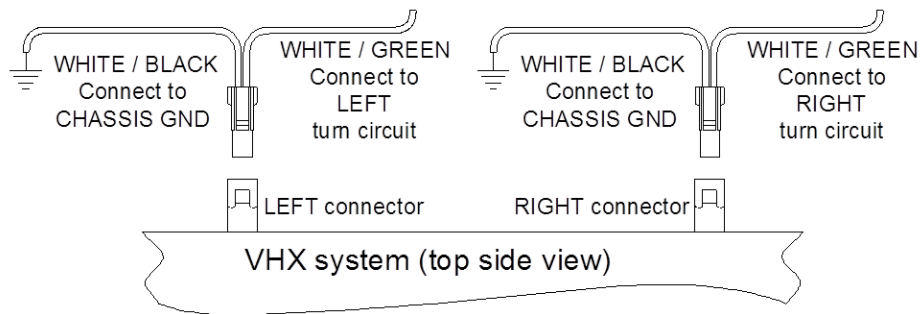 WHITE / BLACK
Connect to
CHASSIS GND
WHITE / GREEN
Connect to
LEFT
turn circuit
WHITE / BLACK
Connect to
CHASSIS GND
WHITE / GREEN
Connect to
RIGHT
turn circuit
LEFT connector
RIGHT connector
VHX system (top side view)